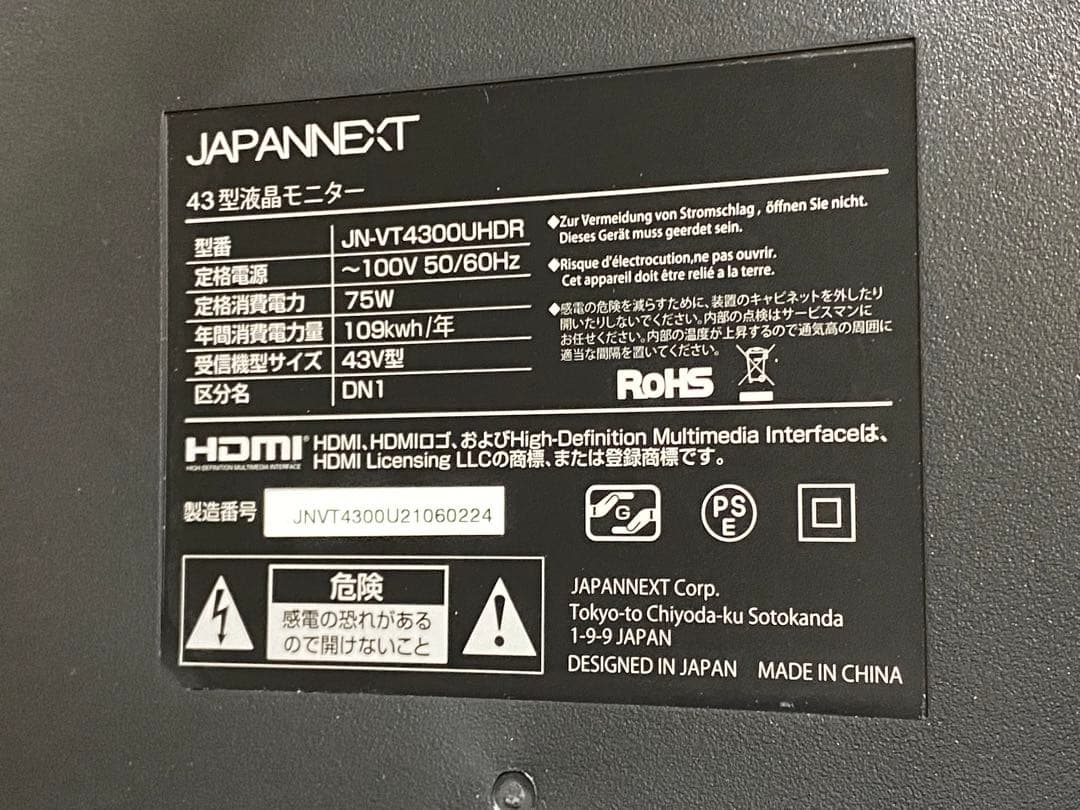 JAPANNEXT
43型液晶モニター
型番 JN-VT4300UHDR
定格電源 ～100V 50/60Hz
定格消費電力 75W
年間消費電力量 109kwh/年
受信機型サイズ 43V型
区分名 DN1
◆Zur Vermeidung von Stromschlag, öffnen Sie nicht.
Dieses Gerät muss geerdet sein.
◆Risque d'électrocution,ne pas ouvrir.
Cet appareil doit être relié a la terre.
◆感電の危険を減らすために、装置のキャビネットを外したり
開いたりしないでください。内部の点検はサービスマンに
お任せください。内部の温度が上昇するので通気高の周囲に
適当な間隔を置いてください。
RoHS
HDMI
HIGH-DEFINITION MULTIMEDIA INTERFACE
HDMI、HDMIロゴ、およびHigh-Definition Multimedia Interfaceは、
HDMI Licensing LLCの商標、または登録商標です。
製造番号 JNVT4300U21060224
G
PS
E
危険
感電の恐れがある
ので開けないこと
JAPANNEXT Corp.
Tokyo-to Chiyoda-ku Sotokanda
1-9-9 JAPAN
DESIGNED IN JAPAN MADE IN CHINA